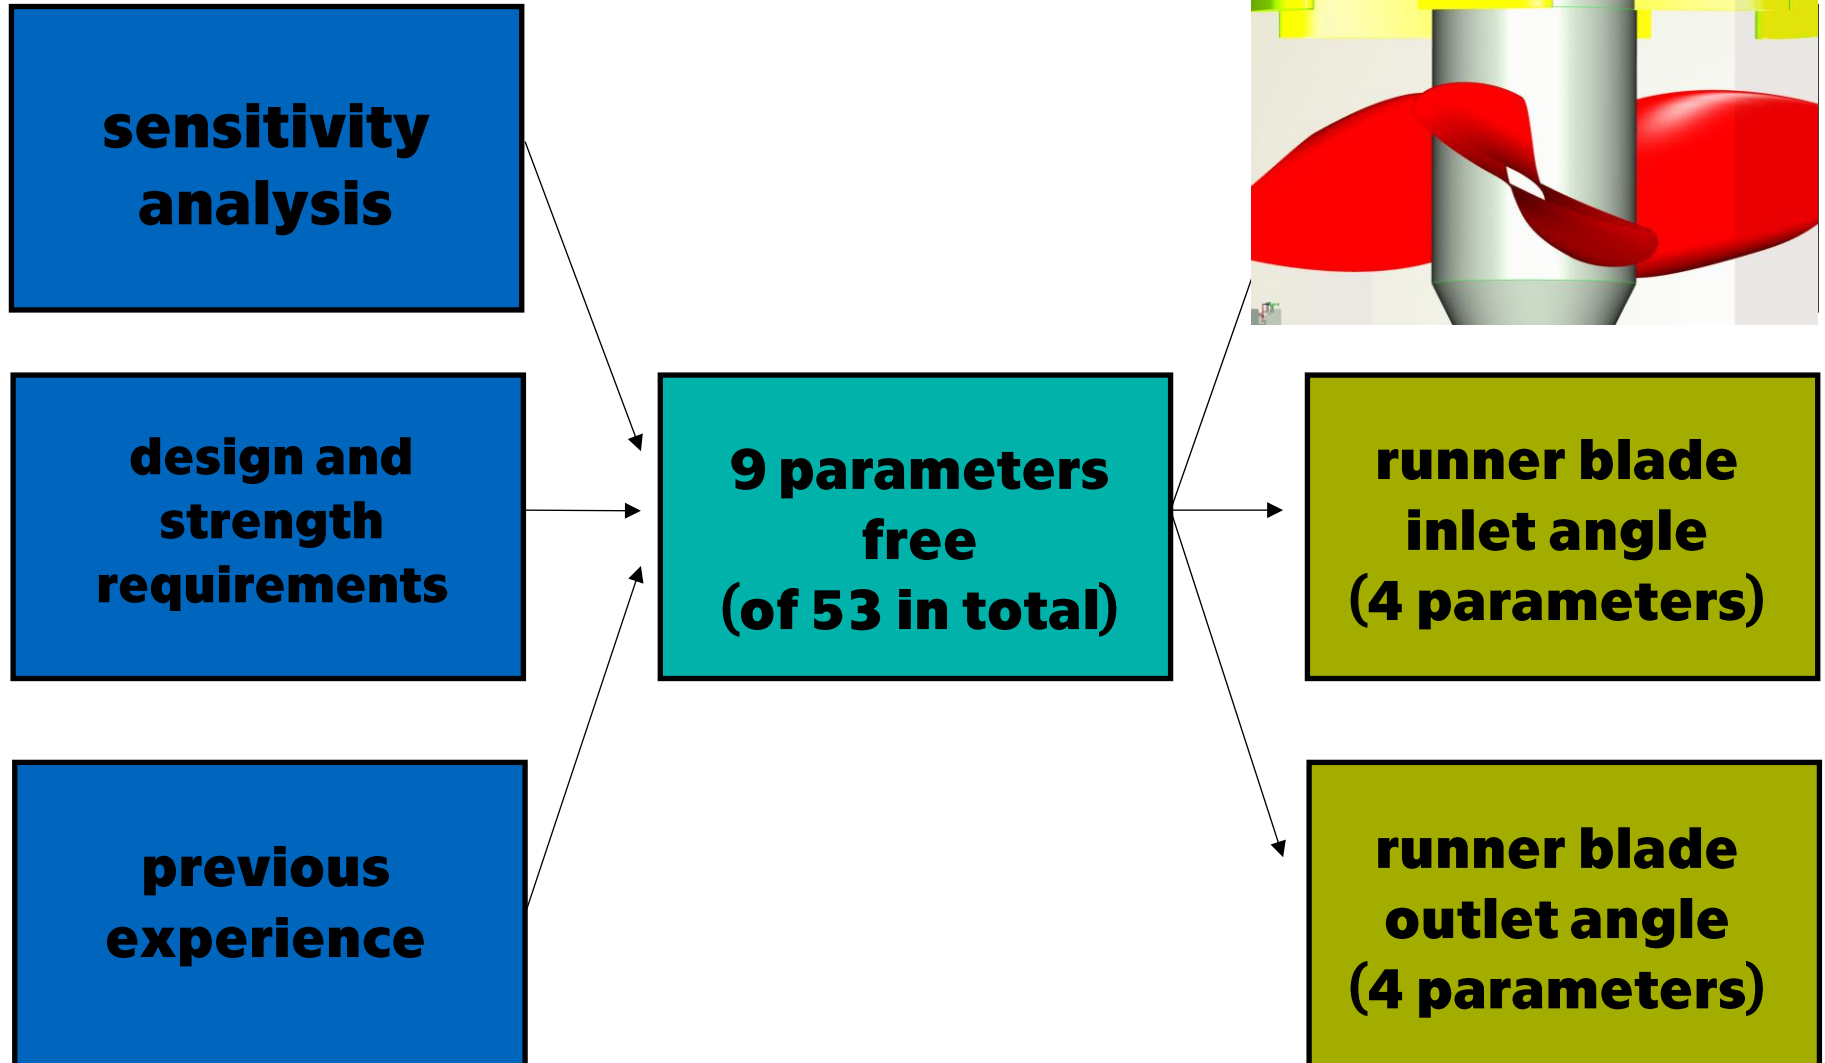 sensitivity
analysis
design and
strength
requirements
previous
experience
9 parameters
free
(of 53 in total)
runner blade
inlet angle
(4 parameters)
runner blade
outlet angle
(4 parameters)